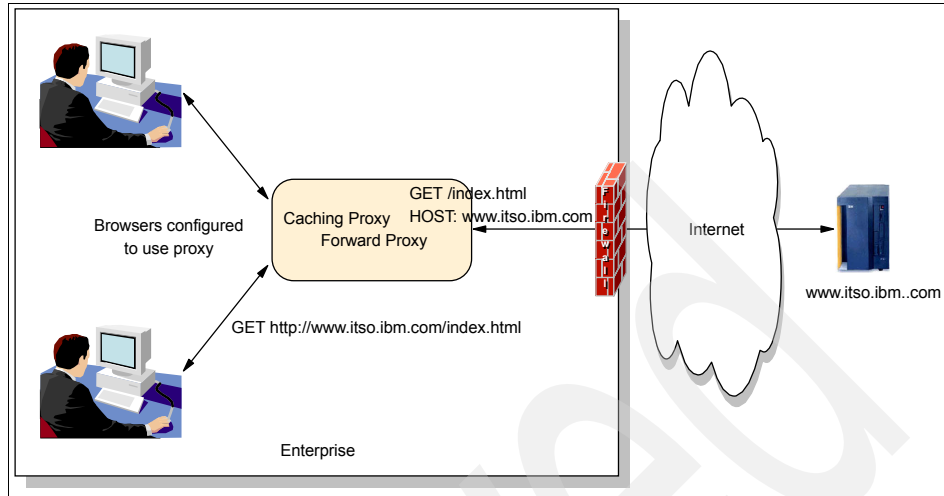 GET /index.html
HOST: www.itso.ibm.com
Caching Proxy
Forward Proxy
Firewall
Internet
Browsers configured
to use proxy
www.itso.ibm..com
GET http://www.itso.ibm.com/index.html
Enterprise